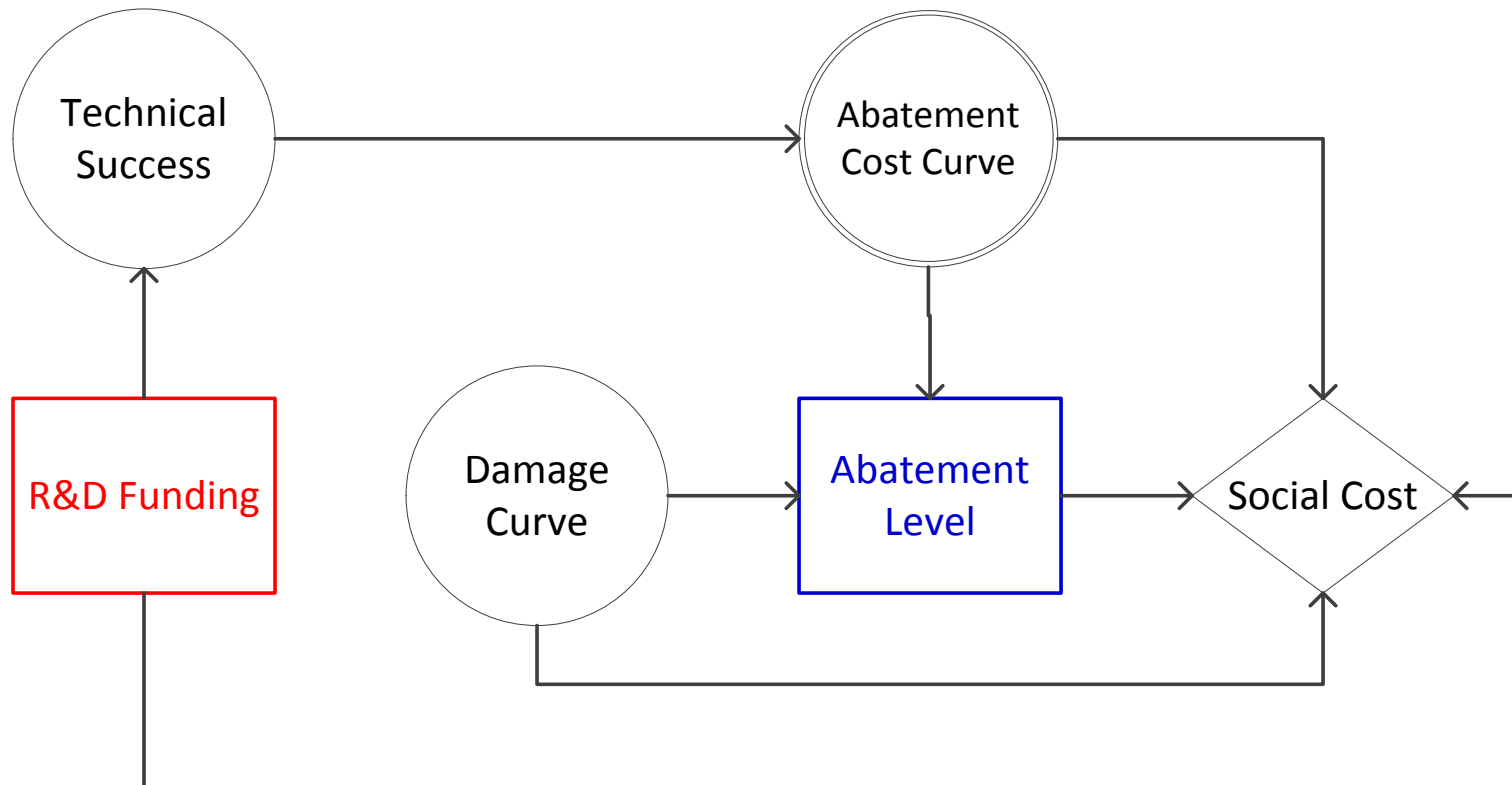 Technical
Success
Abatement
Cost Curve
R&D Funding
Damage
Curve
Abatement
Level
Social Cost